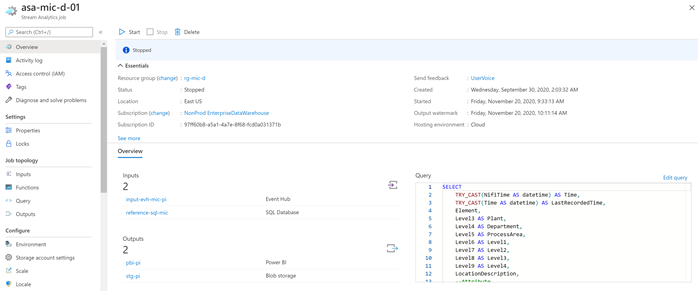 asa-mic-d-01
Stream Analytics job
Search (Ctrl+/)
Overview
Activity log
Access control (IAM)
Tags
Diagnose and solve problems
Settings
Properties
Locks
Job topology
Inputs
Functions
Query
Outputs
Configure
Environment
Storage account settings
Scale
Locale
Start
Stop
Delete
Stopped
Essentials
Resource group (change) : rg-mic-d
Status : Stopped
Location : East US
Subscription (change) : NonProd EnterpriseDataWarehouse
Subscription ID : 97ff60b8-a5a1-4a7e-8f68-fcd0a031371b
See more
Send feedback : UserVoice
Created : Wednesday, September 30, 2020, 2:03:32 AM
Started : Friday, November 20, 2020, 9:33:13 AM
Output watermark : Friday, November 20, 2020, 10:11:14 AM
Hosting environment : Cloud
Overview
Inputs
2
input-evh-mic-pi Event Hub
reference-sql-mic SQL Database
Outputs
2
pbi-pi Power BI
stg-pi Blob storage
Query
Edit query
1 SELECT
2 TRY_CAST(NifiTime AS datetime) AS Time,
3 TRY_CAST(Time AS datetime) AS LastRecordedTime,
4 Element,
5 Level3 AS Plant,
6 Level4 AS Department,
7 Level5 AS ProcessArea,
8 Level6 AS Level1,
9 Level7 AS Level2,
10 Level8 AS Level3,
11 Level9 AS Level4,
12 LocationDescription,
13 --Attribute